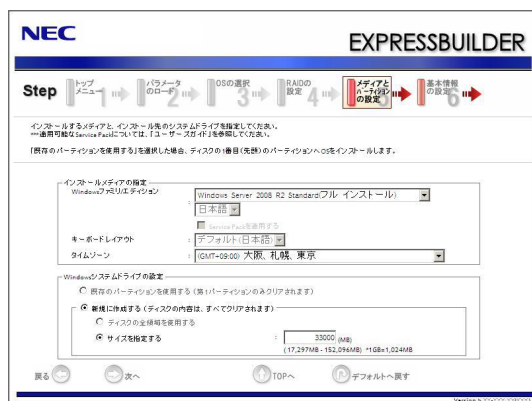 NEC
EXPRESSBUILDER
Step トップメニュー 1 パラメータのロード 2 OSの選択 3 RAIDの設定 4 メディアとパーティションの設定 5 基本情報の設定 6
インストールするメディアと、インストール先のシステムドライブを指定してください。
適用可能なService Packについては、「ユーザーズガイド」を参照してください。
「既存のパーティションを使用する」を選択した場合、ディスクの1番目(先頭)のパーティションへOSをインストールします。
インストールメディアの指定
Windowsファミリ/エディション : Windows Server 2008 R2 Standard(フル インストール)
日本語
Service Packを適用する
キーボードレイアウト : デフォルト(日本語)
タイムゾーン : (GMT+09:00) 大阪、札幌、東京
Windowsシステムドライブの設定
既存のパーティションを使用する (第1パーティションのみクリアされます)
新規に作成する (ディスクの内容は、すべてクリアされます)
ディスクの全領域を使用する
サイズを指定する : 33000 (MB)
(17,297MB - 152,096MB) *1GB=1,024MB
戻る 次へ TOPへ デフォルトへ戻す